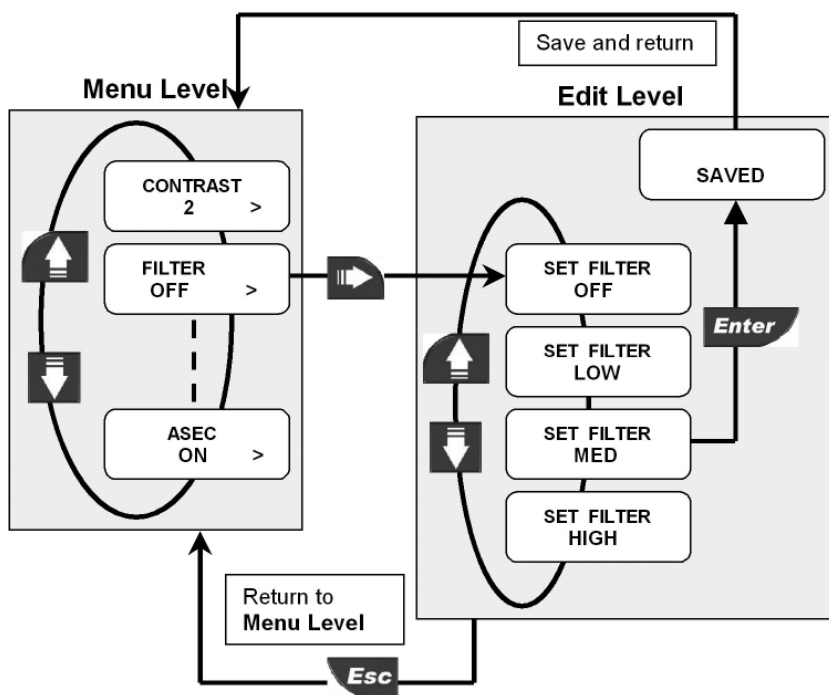 Save and return
Menu Level
Edit Level
CONTRAST
2 >
FILTER
OFF >
ASEC
ON >
SAVED
SET FILTER
OFF
SET FILTER
LOW
SET FILTER
MED
SET FILTER
HIGH
Enter
Return to
Menu Level
Esc